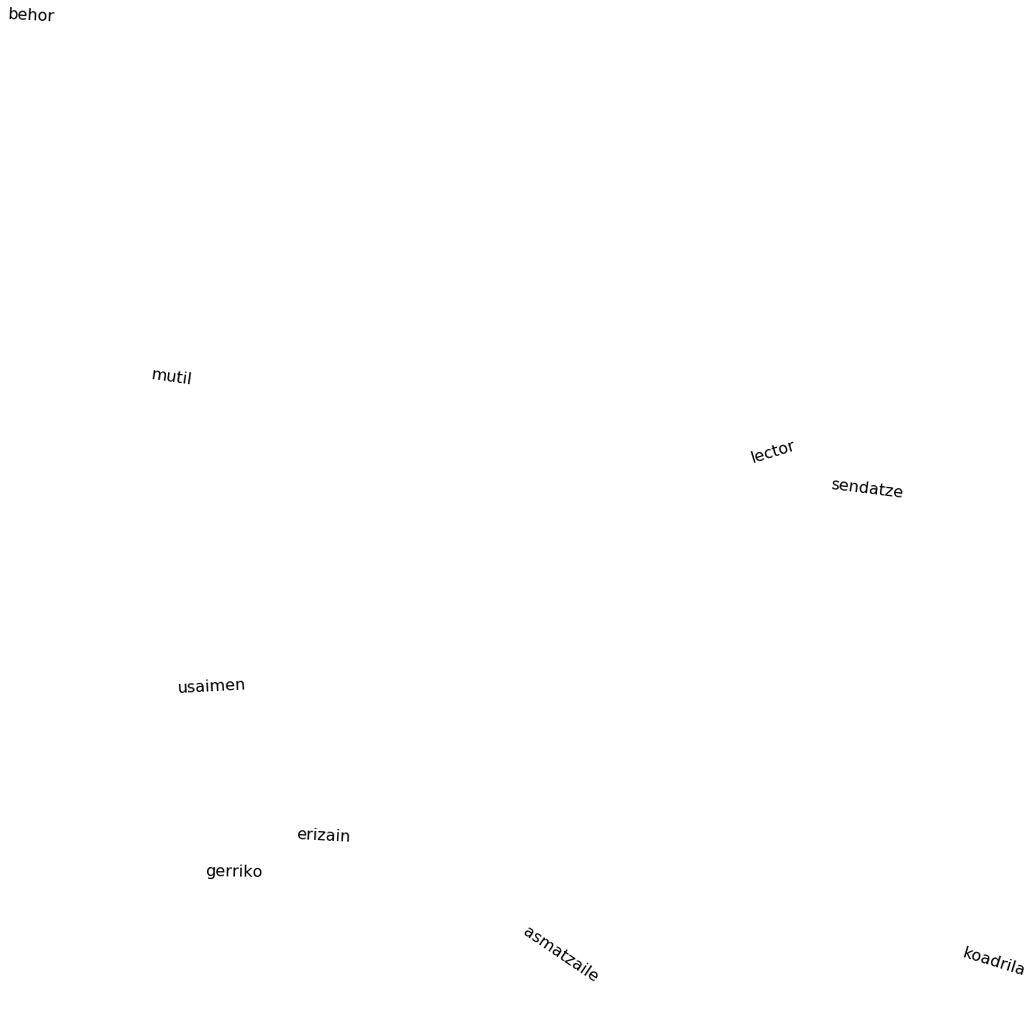 behor
mutil
lector
sendatze
usaimen
erizain
gerriko
asmatzaile
koadrila